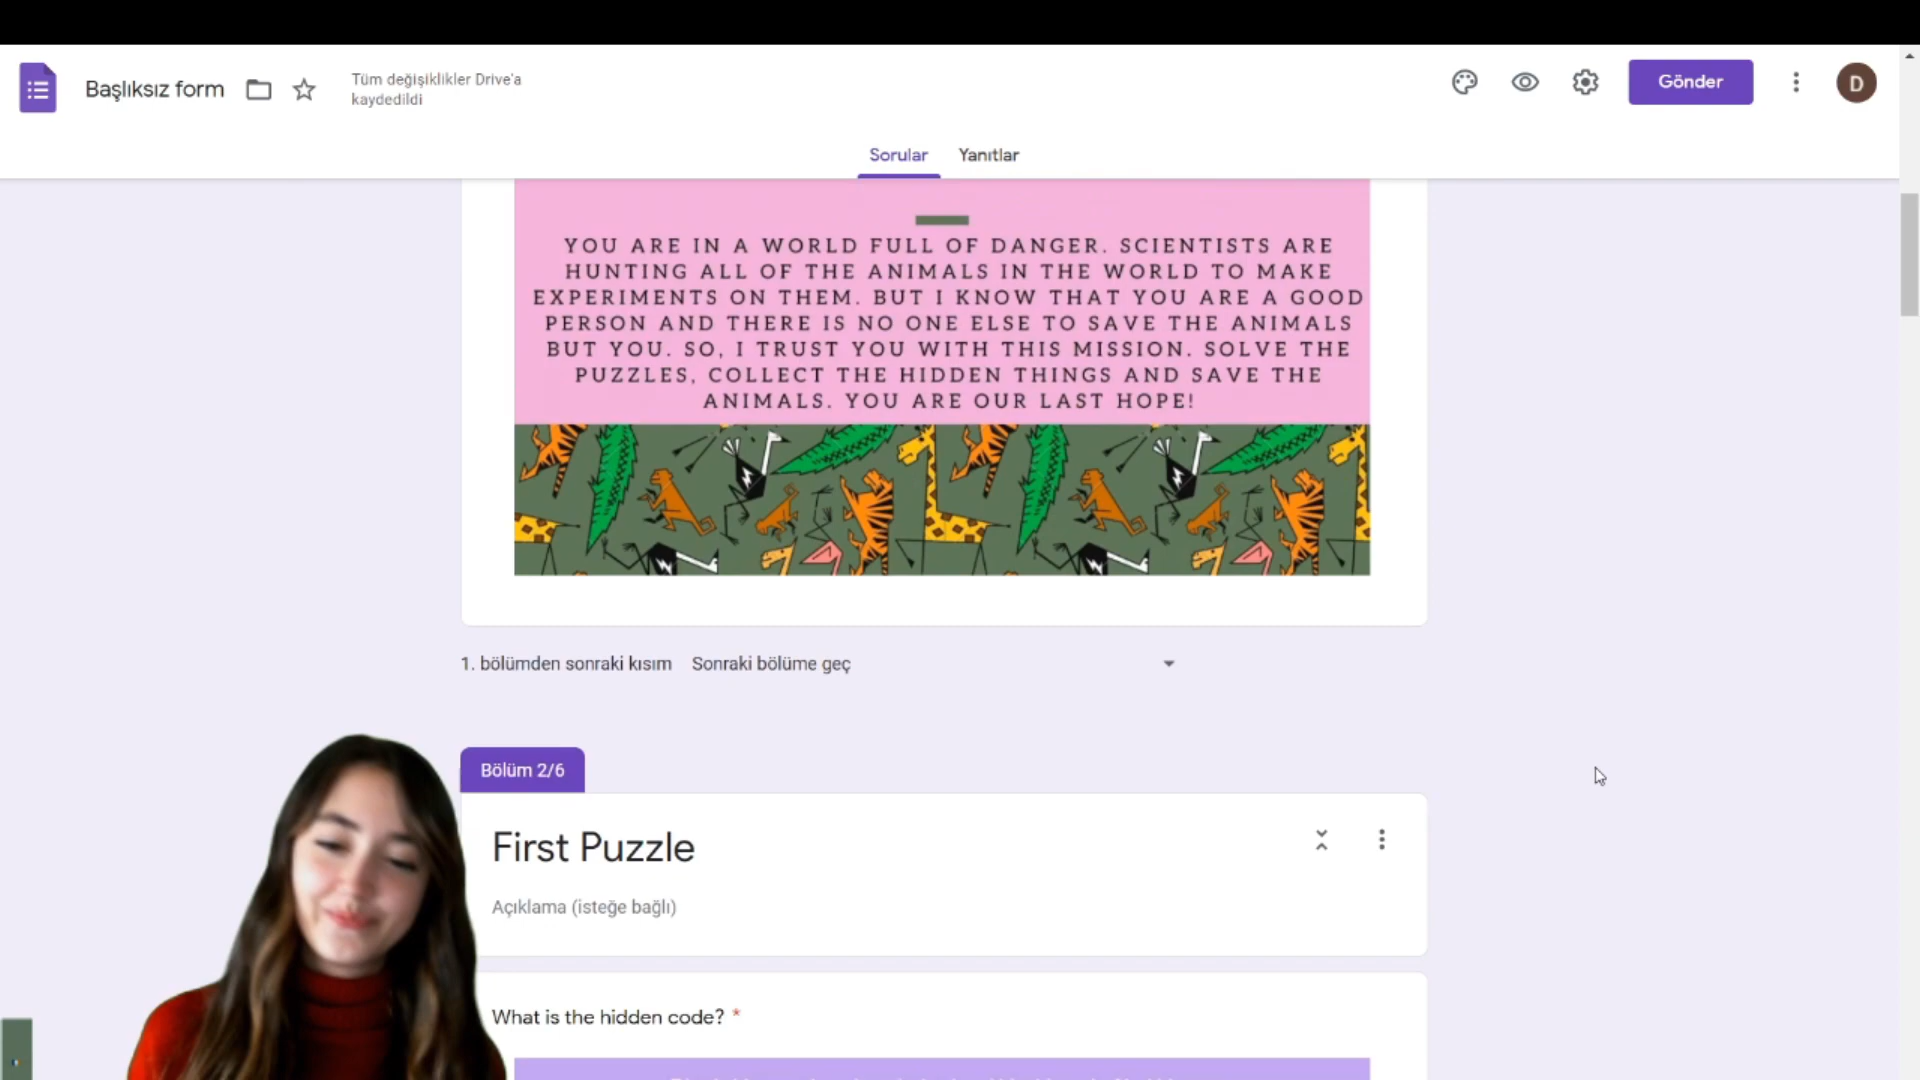 Başlıksız form
Tüm değişiklikler Drive'a
kaydedildi
Gönder
D
Sorular Yanıtlar
YOU ARE IN A WORLD FULL OF DANGER. SCIENTISTS ARE
HUNTING ALL OF THE ANIMALS IN THE WORLD TO MAKE
EXPERIMENTS ON THEM. BUT I KNOW THAT YOU ARE A GOOD
PERSON AND THERE IS NO ONE ELSE TO SAVE THE ANIMALS
BUT YOU. SO, I TRUST YOU WITH THIS MISSION. SOLVE THE
PUZZLES, COLLECT THE HIDDEN THINGS AND SAVE THE
ANIMALS. YOU ARE OUR LAST HOPE!
1. bölümden sonraki kısım Sonraki bölüme geç
Bölüm 2/6
First Puzzle
Açıklama (isteğe bağlı)
What is the hidden code? *